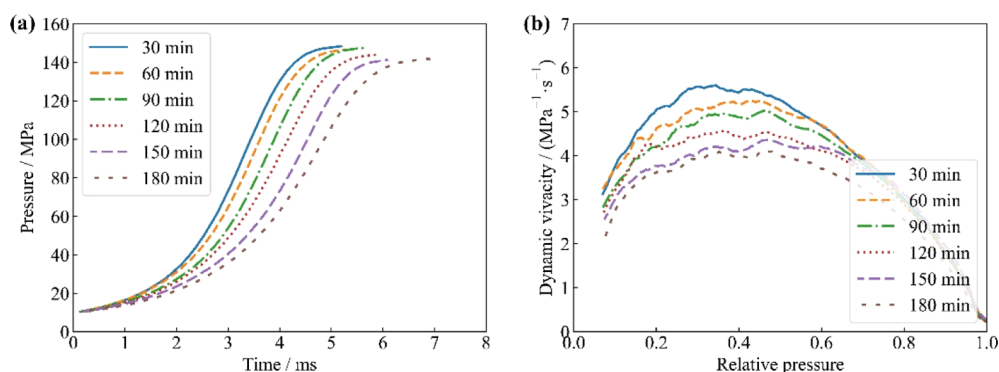 (a)
Pressure / MPa
160
140
120
100
80
60
40
20
0
30 min
60 min
90 min
120 min
150 min
180 min
0 1 2 3 4 5 6 7 8
Time / ms
(b)
Dynamic vivacity / (MPa⁻¹·s⁻¹)
7
6
5
4
3
2
1
0
30 min
60 min
90 min
120 min
150 min
180 min
0.0 0.2 0.4 0.6 0.8 1.0
Relative pressure